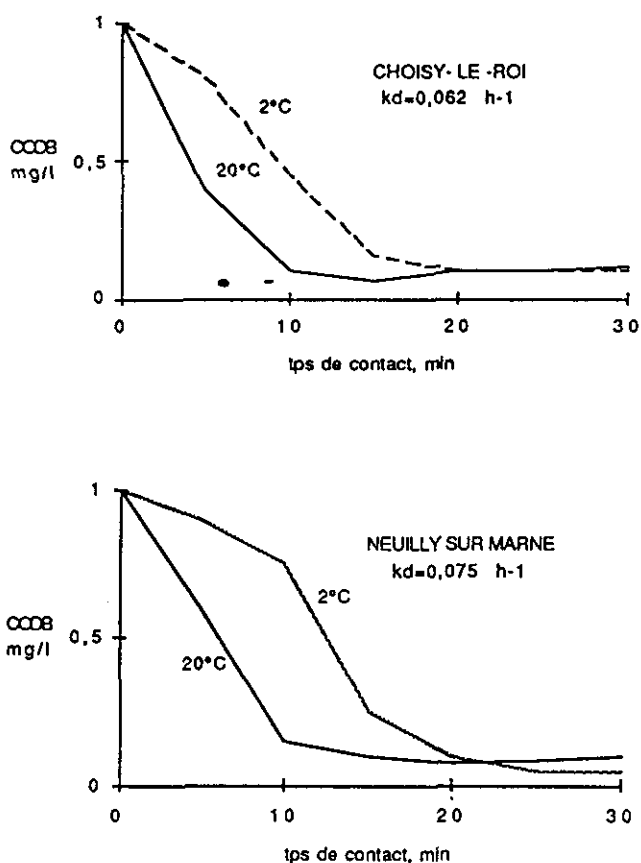 1
CHOISY-LE-ROI
kd=0,062 h-1
2°C
CCDB
mg/l
0,5
20°C
0
0 10 20 30
tps de contact, min
1
NEUILLY SUR MARNE
kd=0,075 h-1
2°C
CCDB
mg/l
0,5
20°C
0
0 10 20 30
tps de contact, min